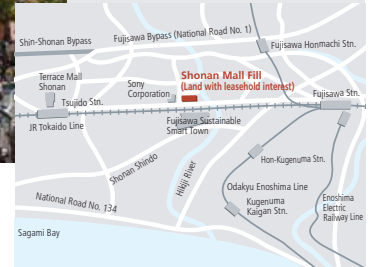 Fujisawa Bypass (National Road No. 1)
Shin-Shonan Bypass
Fujisawa Honmachi Stn.
Terrace Mall
Shonan
Sony
Corporation
Shonan Mall Fill
(Land with leasehold interest)
Fujisawa Stn.
Tsujido Stn.
JR Tokaido Line
Fujisawa Sustainable
Smart Town
Shonan Shindo
Hikiji River
Hon-Kugenuma Stn.
Odakyu Enoshima Line
Kugenuma
Kaigan Stn.
Enoshima
Electric
Railway Line
National Road No. 134
Sagami Bay